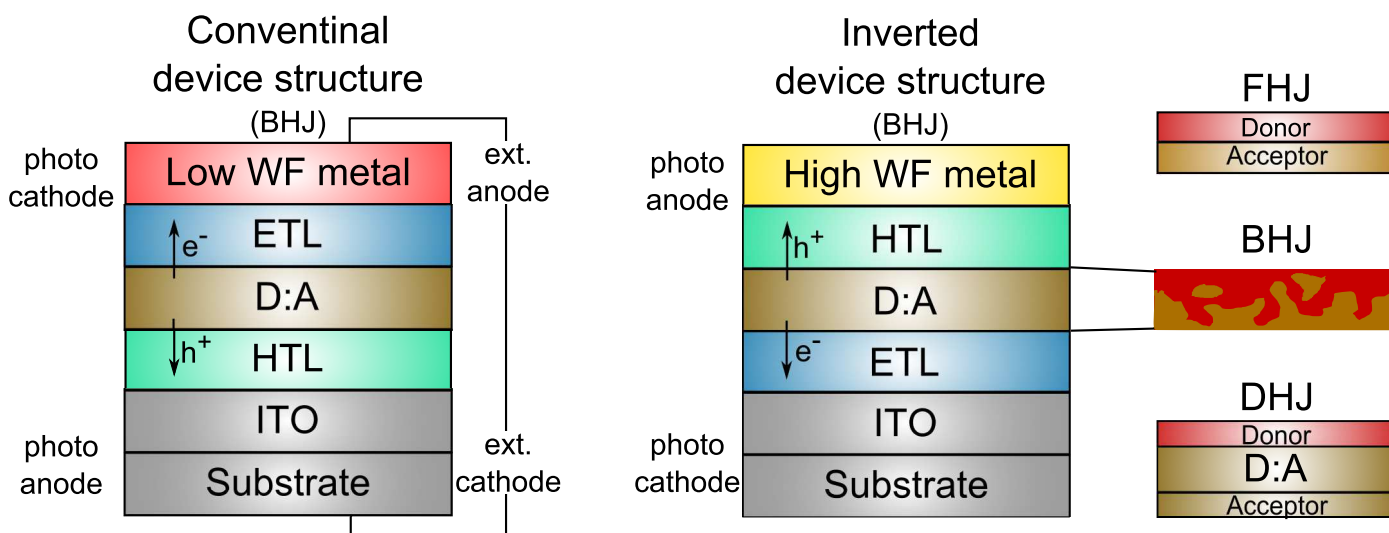 Conventinal
device structure
(BHJ)
photo
cathode
Low WF metal
ext.
anode
ETL
e-
D:A
h+
HTL
ITO
photo
anode
Substrate
ext.
cathode
Inverted
device structure
(BHJ)
photo
anode
High WF metal
HTL
h+
D:A
e-
ETL
ITO
photo
cathode
Substrate
FHJ
Donor
Acceptor
BHJ
DHJ
Donor
D:A
Acceptor